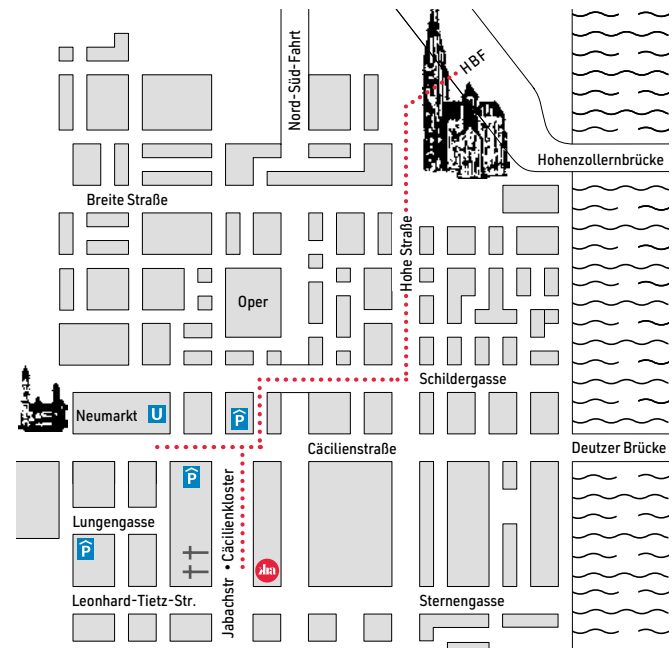 HBF
Nord-Süd-Fahrt
Hohenzollernbrücke
Breite Straße
Hohe Straße
Oper
Schildergasse
Neumarkt U
P
Cäcilienstraße
Deutzer Brücke
P
Lungengasse
P
Jabachstr • Cäcilienkloster
Leonhard-Tietz-Str.
Sternengasse